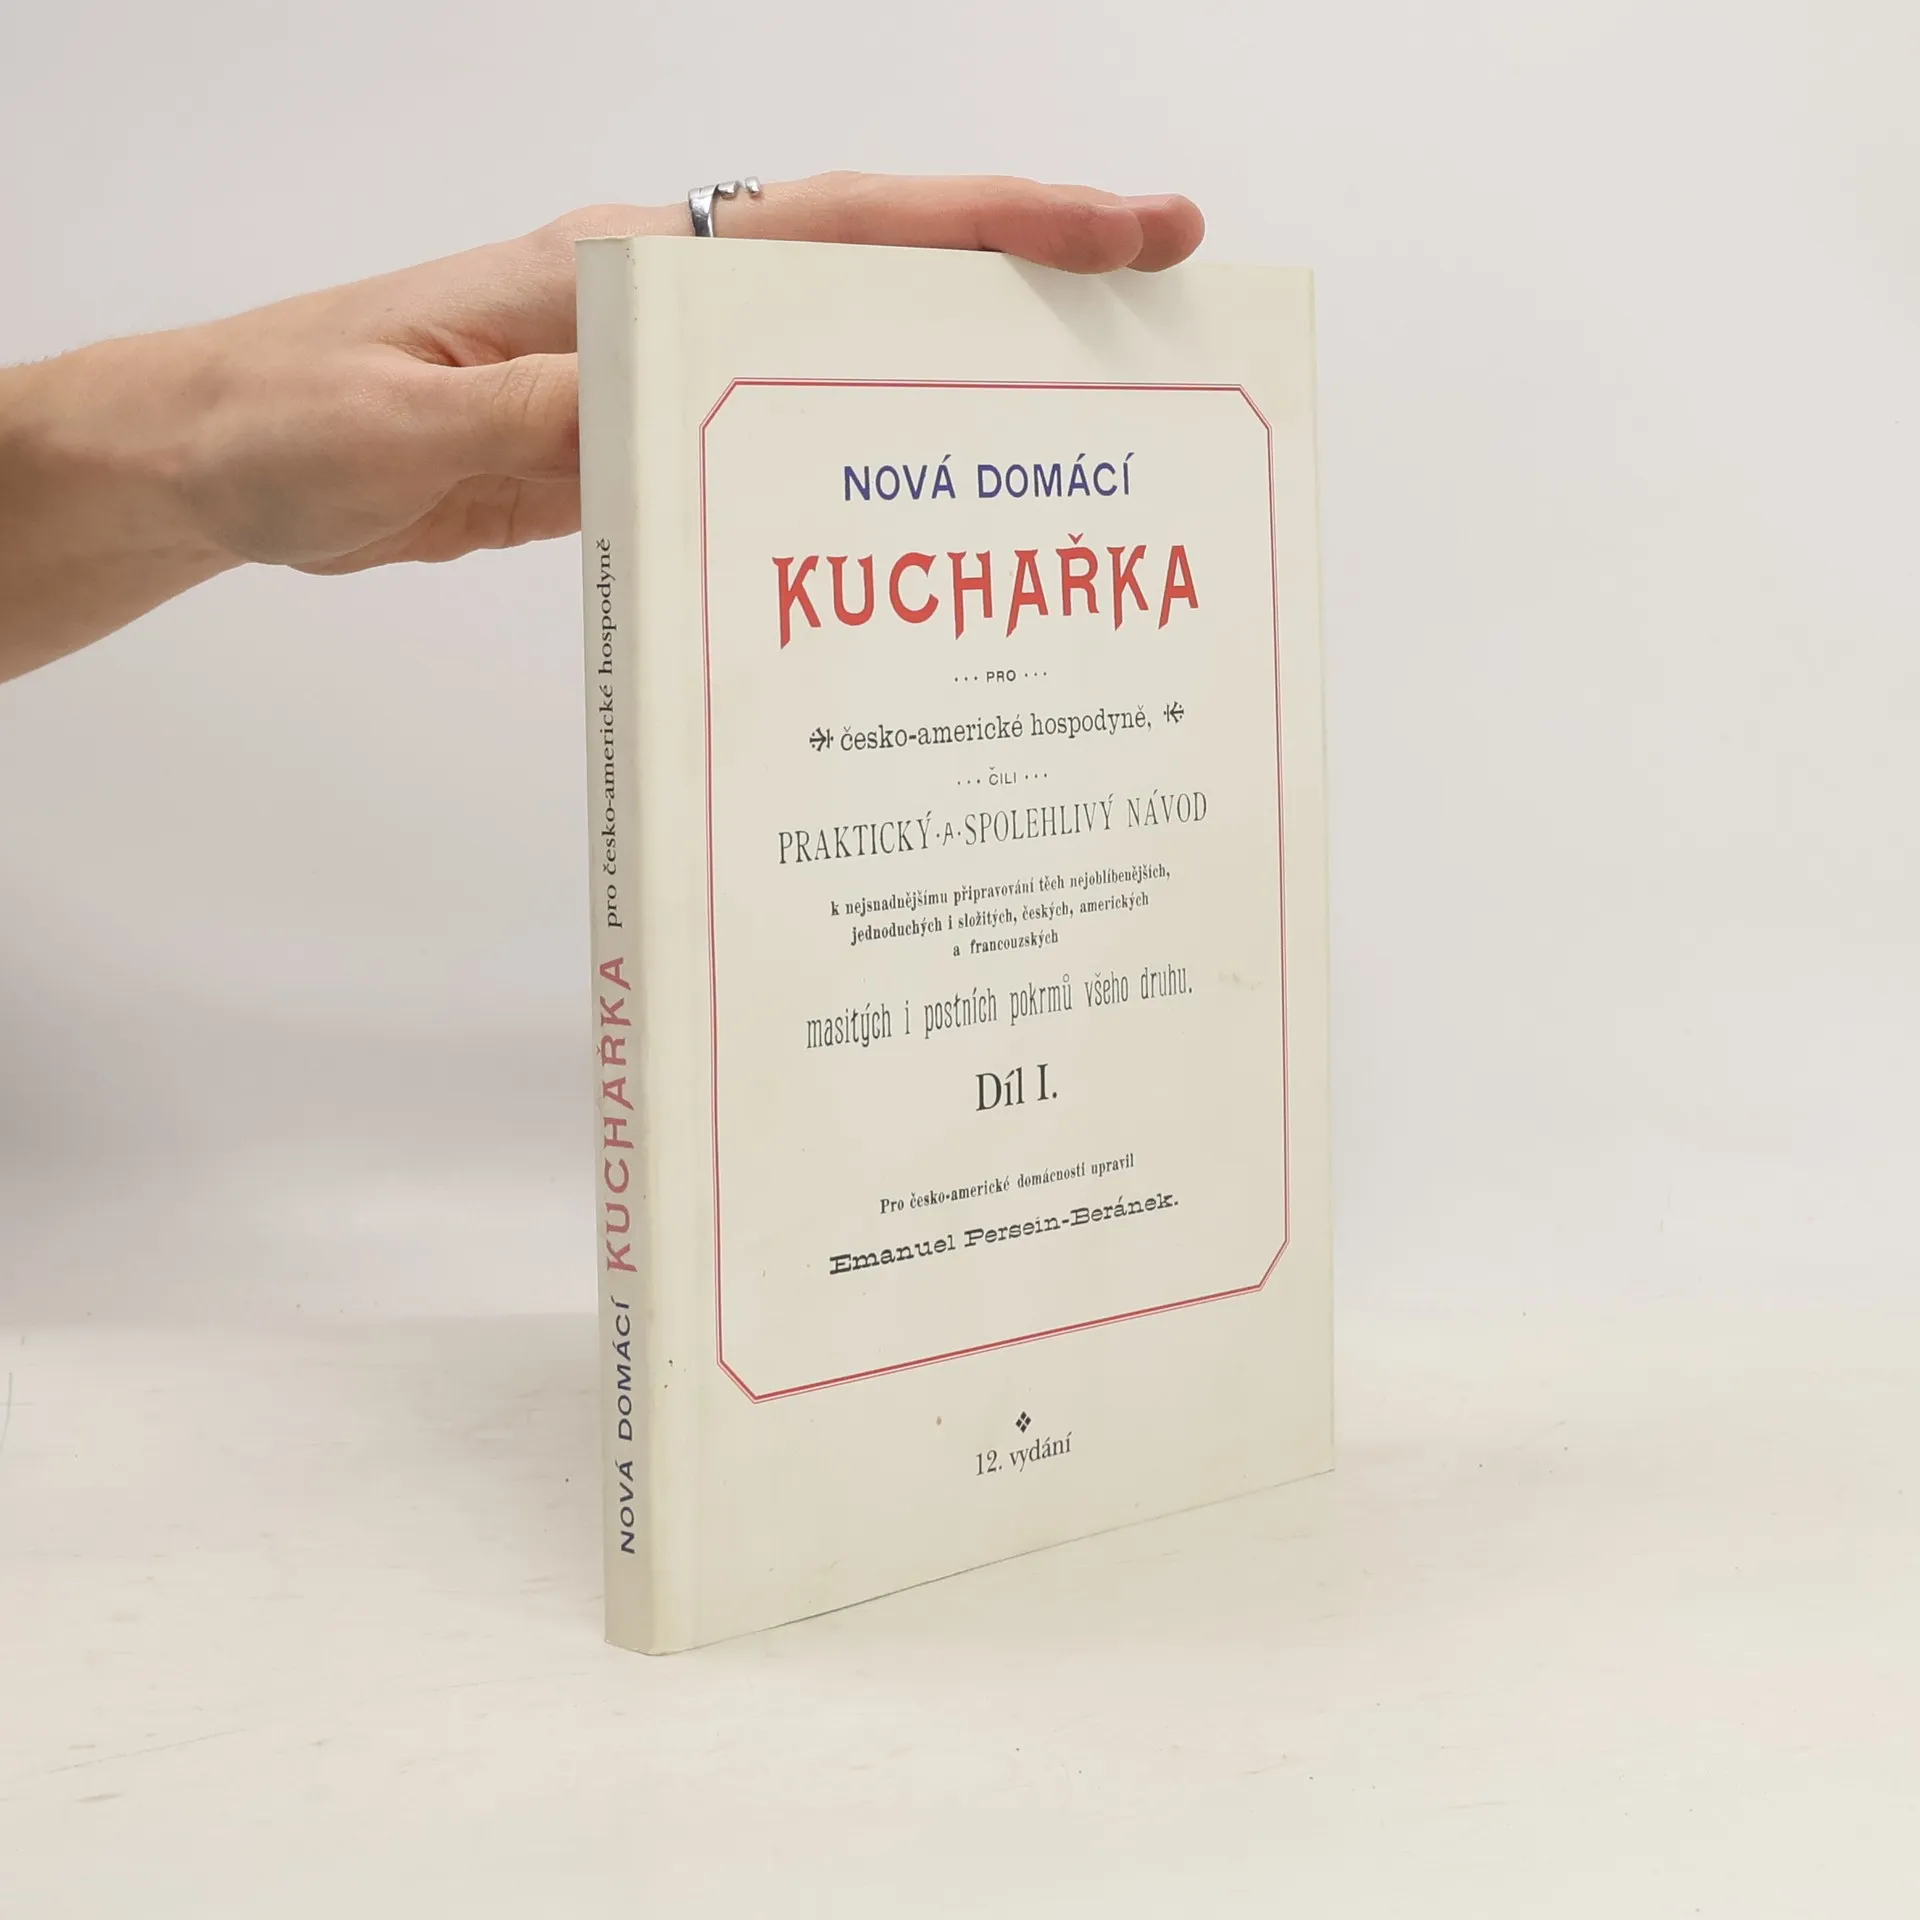 NOVÁ DOMÁCÍ
KUCHAŘKA
··· PRO ···
česko-americké hospodyně,
··· ČILI ···
PRAKTICKÝ·A·SPOLEHLIVÝ NÁVOD
k nejsnadnějšímu připravování těch nejoblíbenějších,
jednoduchých i složitých, českých, amerických
a francouzských
masitých i postních pokrmů všeho druhu.
Díl I.
Pro česko-americké domácnosti upravil
Emanuel Persein-Beránek.
12. vydání
NOVÁ DOMÁCÍ KUCHAŘKA pro česko-americké hospodyně